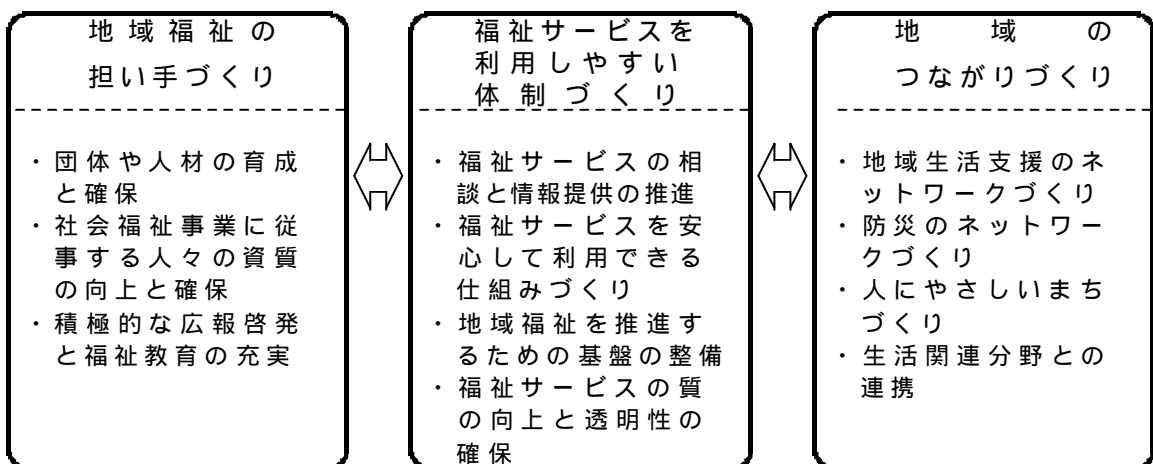 地域福祉の
担い手づくり
・団体や人材の育成
と確保
・社会福祉事業に従
事する人々の資質
の向上と確保
・積極的な広報啓発
と福祉教育の充実
福祉サービスを
利用しやすい
体制づくり
・福祉サービスの相
談と情報提供の推進
・福祉サービスを安
心して利用できる
仕組みづくり
・地域福祉を推進す
るための基盤の整備
・福祉サービスの質
の向上と透明性の
確保
地域の
つながりづくり
・地域生活支援のネ
ットワークづくり
・防災のネットワー
クづくり
・人にやさしいまち
づくり
・生活関連分野との
連携